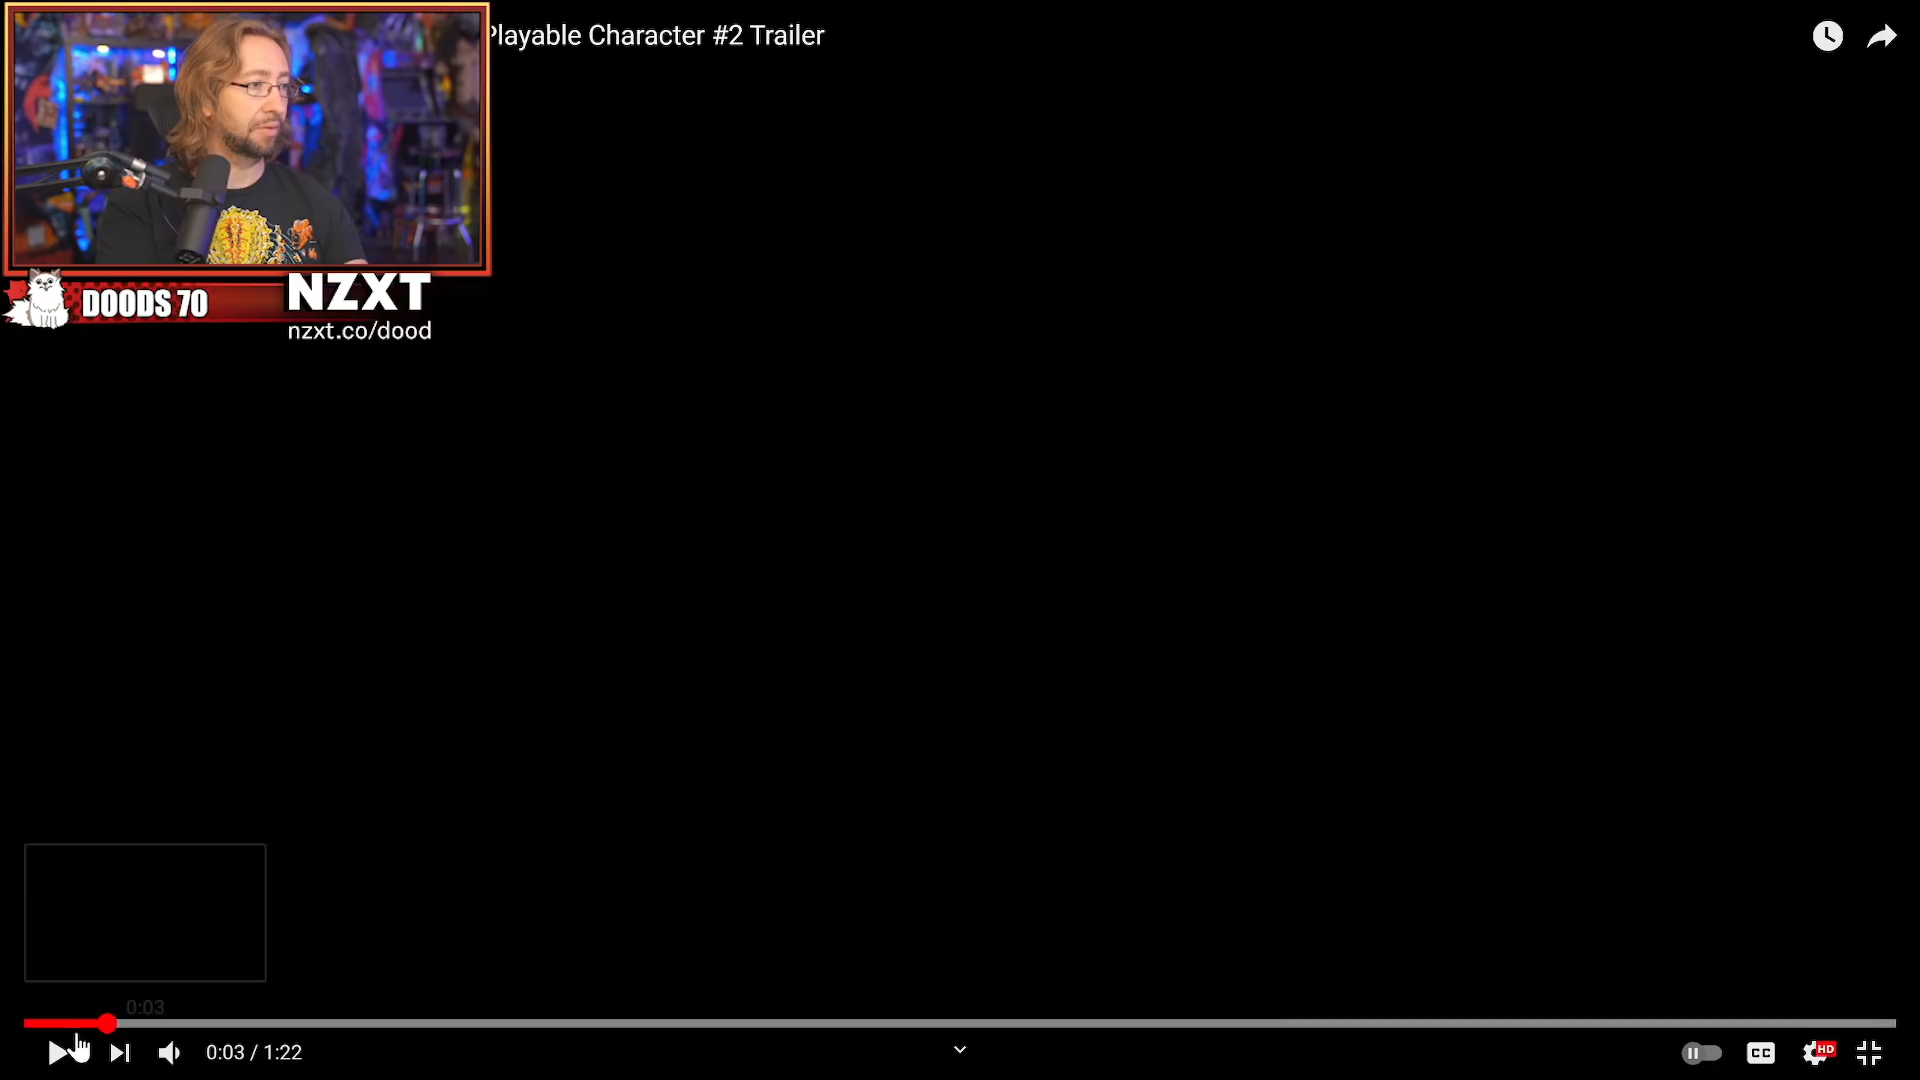 Playable Character #2 Trailer
DOODS 70
NZXT
nzxt.co/dood
0:03
0:03 / 1:22
CC
HD